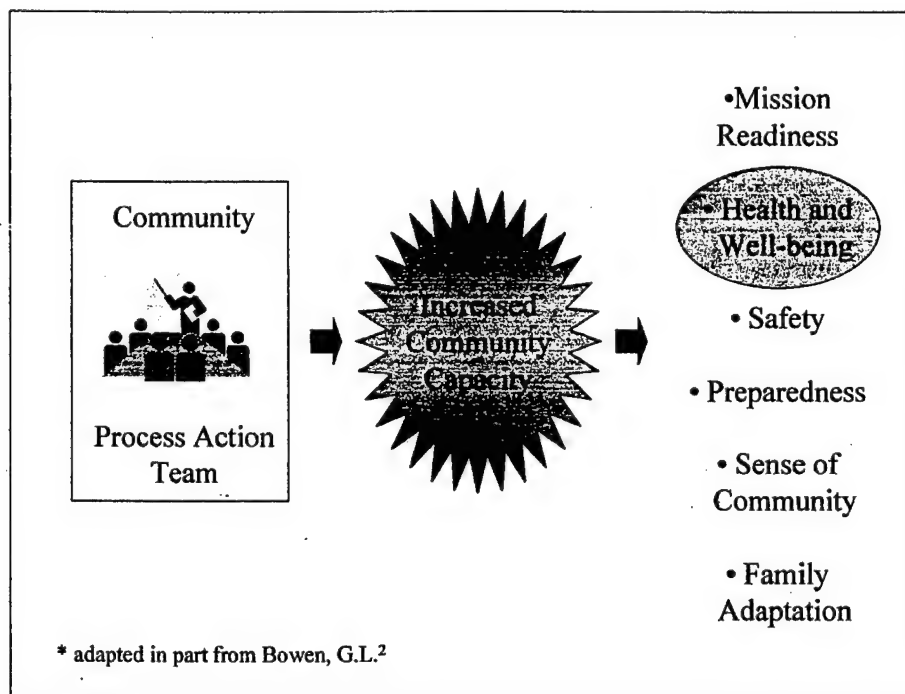 Community
Process Action
Team
Increased
Community
Capacity
•Mission
Readiness
• Health and
Well-being
• Safety
• Preparedness
• Sense of
Community
• Family
Adaptation
* adapted in part from Bowen, G.L.²